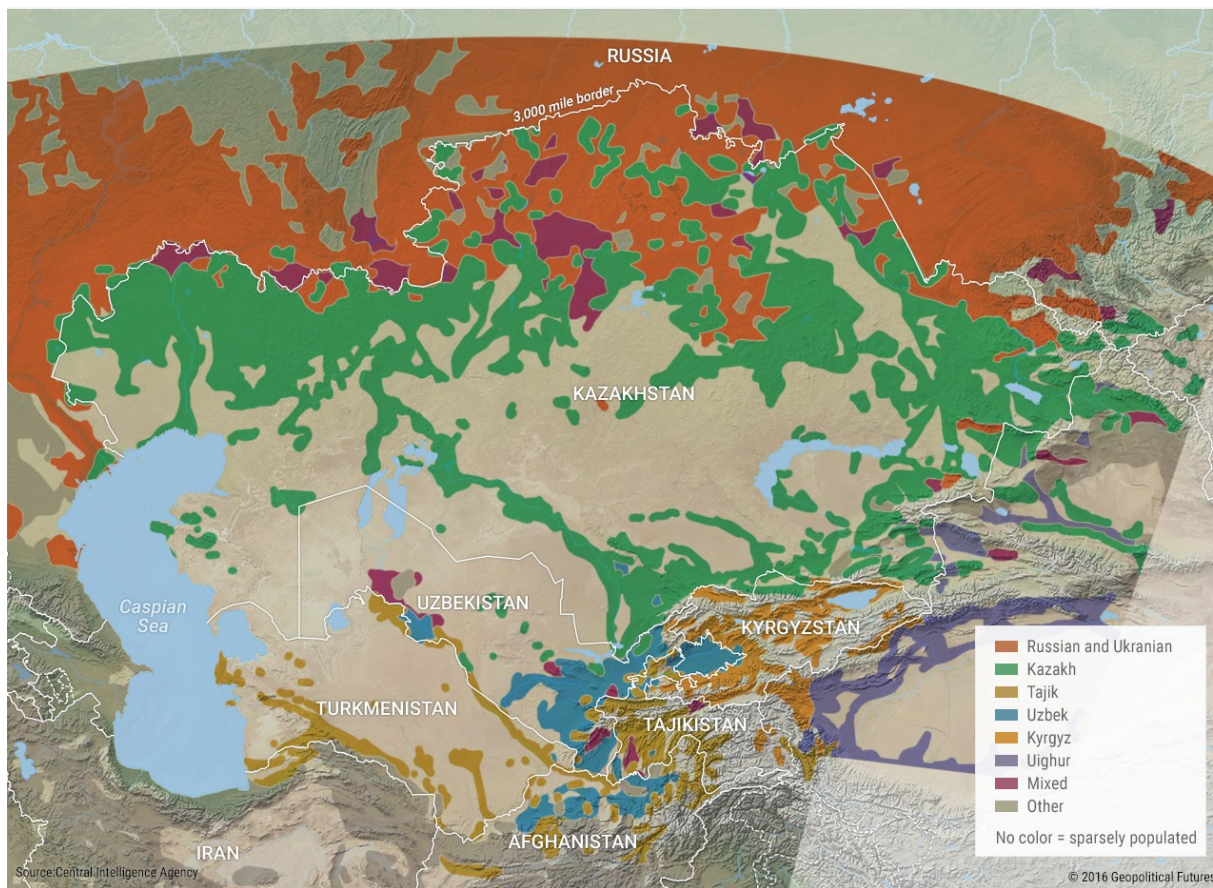 RUSSIA
3,000 mile border
KAZAKHSTAN
Caspian
Sea
UZBEKISTAN
KYRGYZSTAN
TURKMENISTAN
TAJIKISTAN
AFGHANISTAN
IRAN
Russian and Ukranian
Kazakh
Tajik
Uzbek
Kyrgyz
Uighur
Mixed
Other
No color = sparsely populated
Source:Central Intelligence Agency
© 2016 Geopolitical Futures